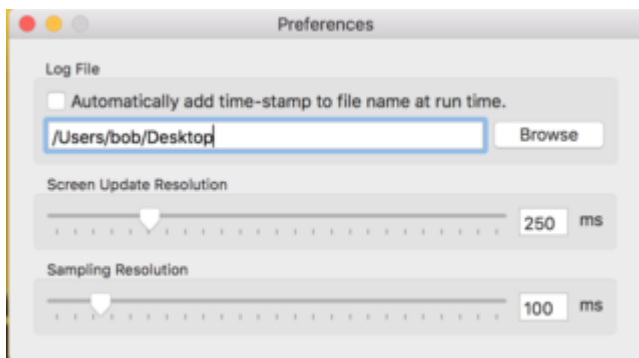 Preferences
Log File
Automatically add time-stamp to file name at run time.
/Users/bob/Desktop
Browse
Screen Update Resolution
250 ms
Sampling Resolution
100 ms